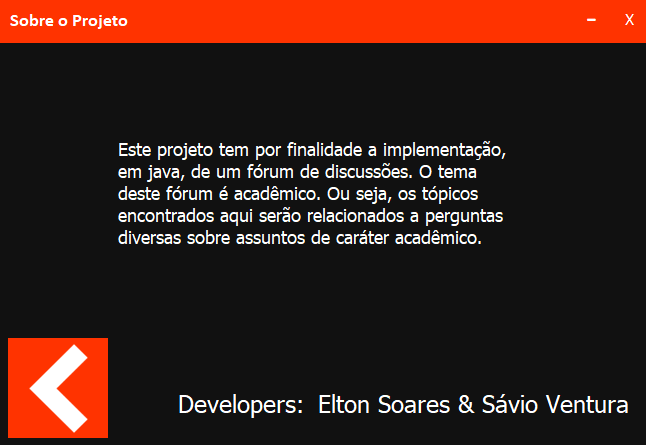 Sobre o Projeto
X
Este projeto tem por finalidade a implementação,
em java, de um fórum de discussões. O tema
deste fórum é acadêmico. Ou seja, os tópicos
encontrados aqui serão relacionados a perguntas
diversas sobre assuntos de caráter acadêmico.
Developers: Elton Soares & Sávio Ventura